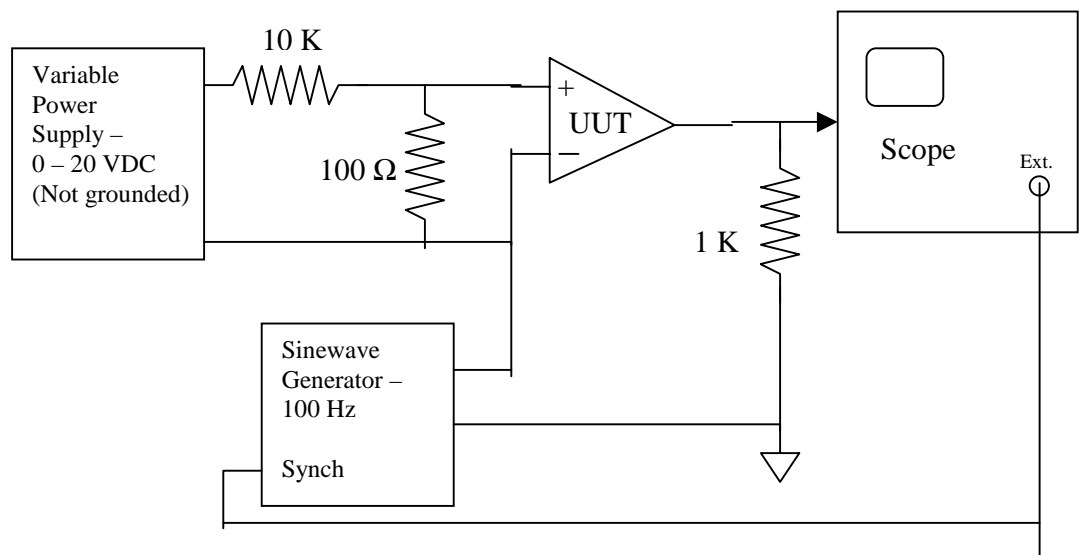 10 K
Variable
Power
Supply –
0 – 20 VDC
(Not grounded)
+
UUT
−
100 Ω
Scope
Ext.
1 K
Sinewave
Generator –
100 Hz
Synch